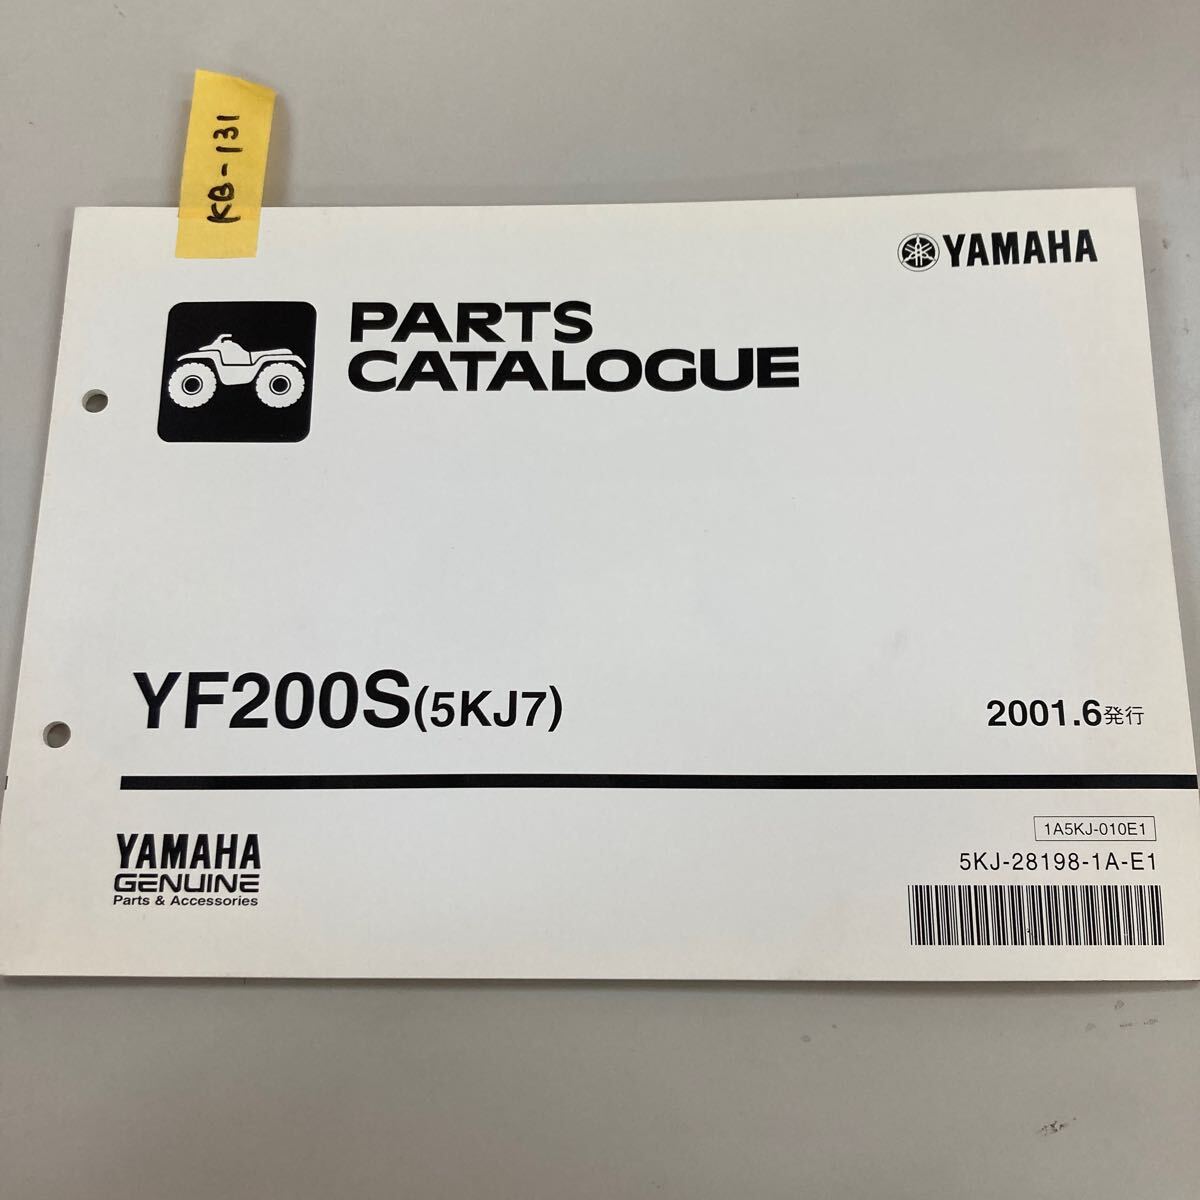 KB-131
YAMAHA
PARTS
CATALOGUE
YF200S(5KJ7)
2001.6発行
YAMAHA
GENUINE
Parts & Accessories
1A5KJ-010E1
5KJ-28198-1A-E1